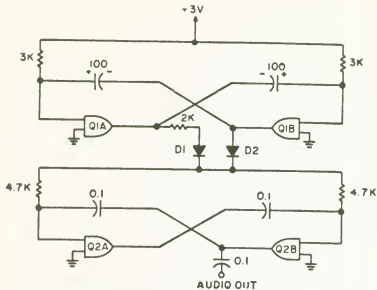 +3V
3K
100
+ -
100
- +
3K
Q1A
2K
Q1B
D1
D2
4.7K
0.1
0.1
4.7K
Q2A
Q2B
0.1
AUDIO OUT